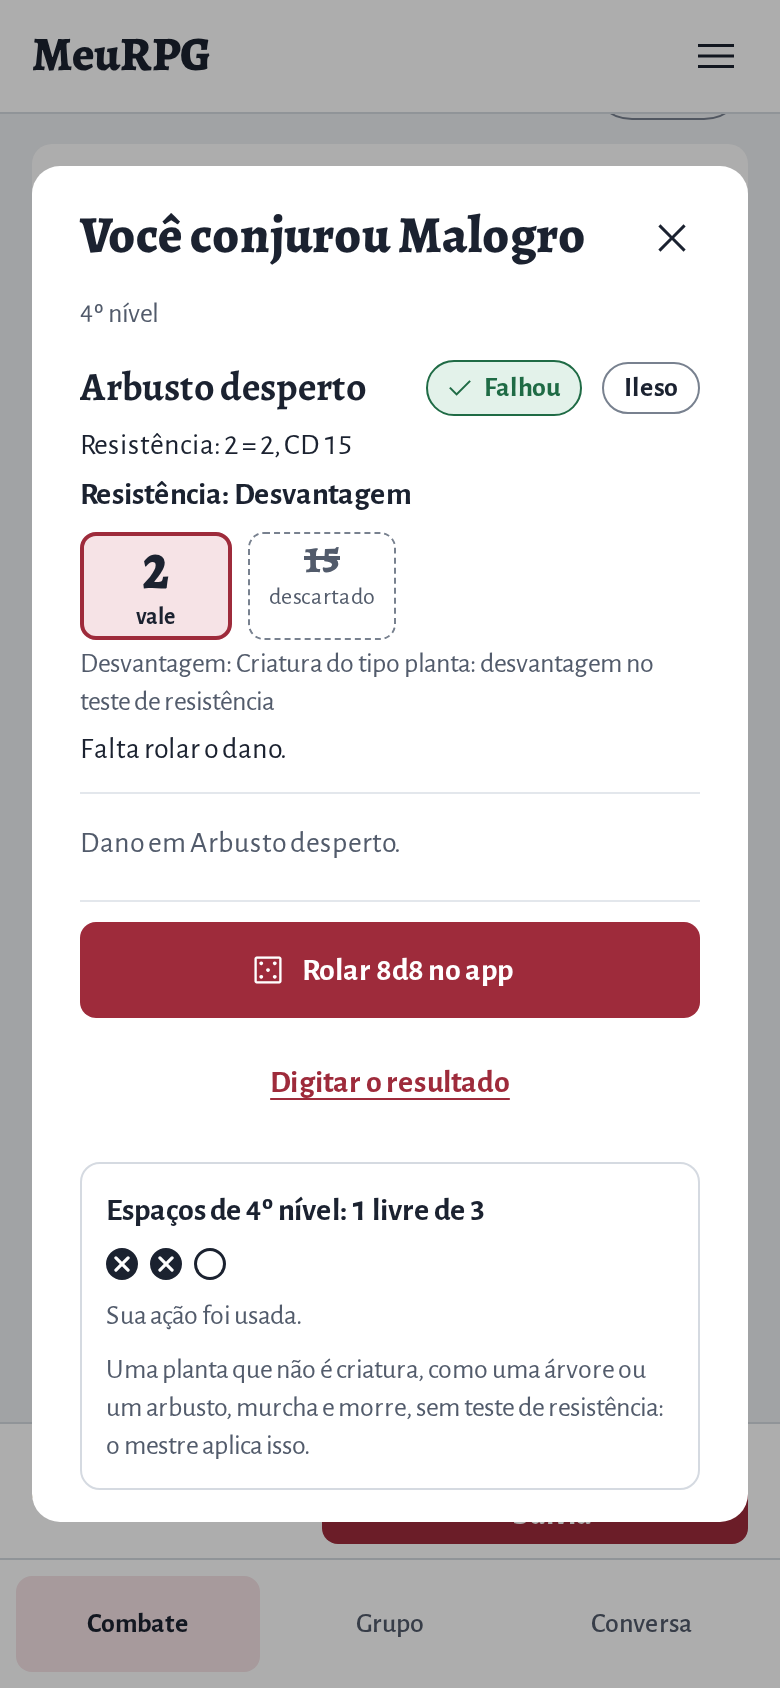 MeuRPG
Você conjurou Malogro
4º nível
Arbusto desperto
Falhou
Ileso
Resistência: 2 = 2, CD 15
Resistência: Desvantagem
2
vale
15
descartado
Desvantagem: Criatura do tipo planta: desvantagem no
teste de resistência
Falta rolar o dano.
Dano em Arbusto desperto.
Rolar 8d8 no app
Digitar o resultado
Espaços de 4º nível: 1 livre de 3
Sua ação foi usada.
Uma planta que não é criatura, como uma árvore ou
um arbusto, murcha e morre, sem teste de resistência:
o mestre aplica isso.
Combate
Grupo
Conversa